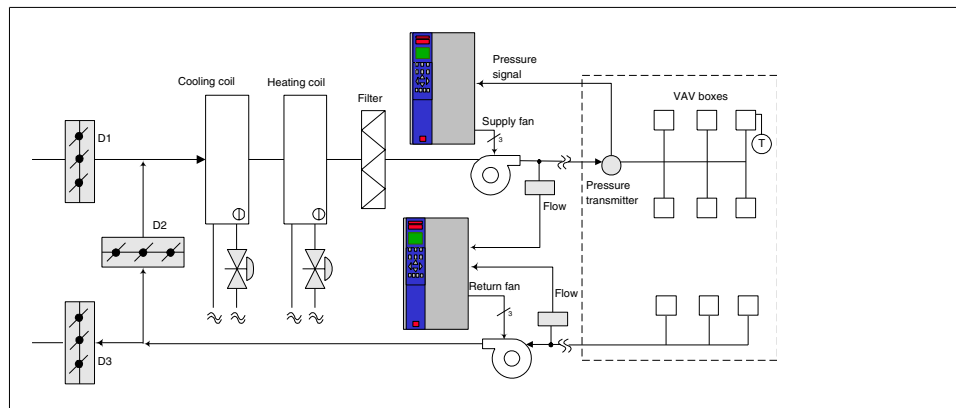 Pressure
signal
Cooling coil
Heating coil
Filter
VAV boxes
D1
Supply fan
3
T
Pressure
transmitter
Flow
D2
Return fan
3
Flow
D3